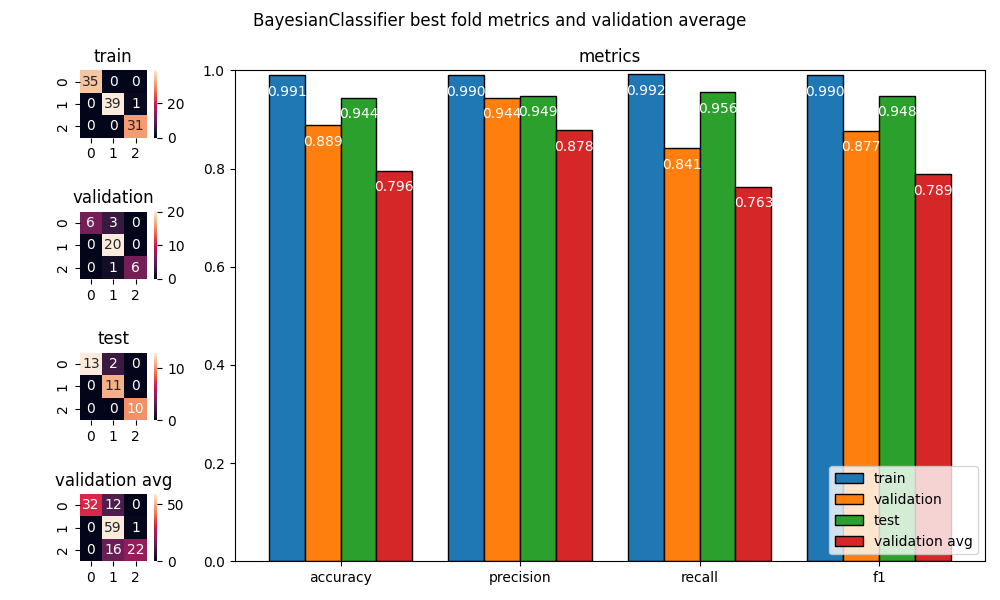 BayesianClassifier best fold metrics and validation average
train
0 35 0 0
1 0 39 1
2 0 0 31
0 1 2
20
0
validation
0 6 3 0
1 0 20 0
2 0 1 6
0 1 2
20
10
0
test
0 13 2 0
1 0 11 0
2 0 0 10
0 1 2
10
0
validation avg
0 32 12 0
1 0 59 1
2 0 16 22
0 1 2
50
0
metrics
1.0
0.8
0.6
0.4
0.2
0.0
0.991 0.889 0.944 0.796
0.990 0.944 0.949 0.878
0.992 0.841 0.956 0.763
0.990 0.877 0.948 0.789
accuracy precision recall f1
train
validation
test
validation avg